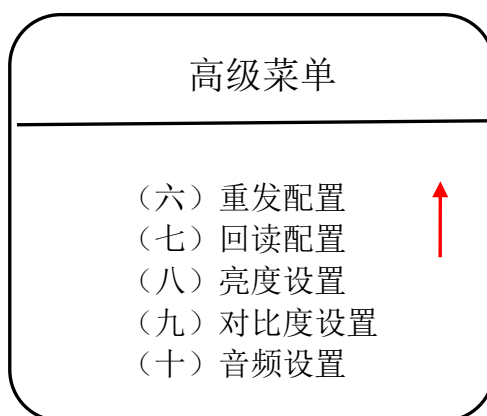 高级菜单
（六）重发配置
（七）回读配置
（八）亮度设置
（九）对比度设置
（十）音频设置